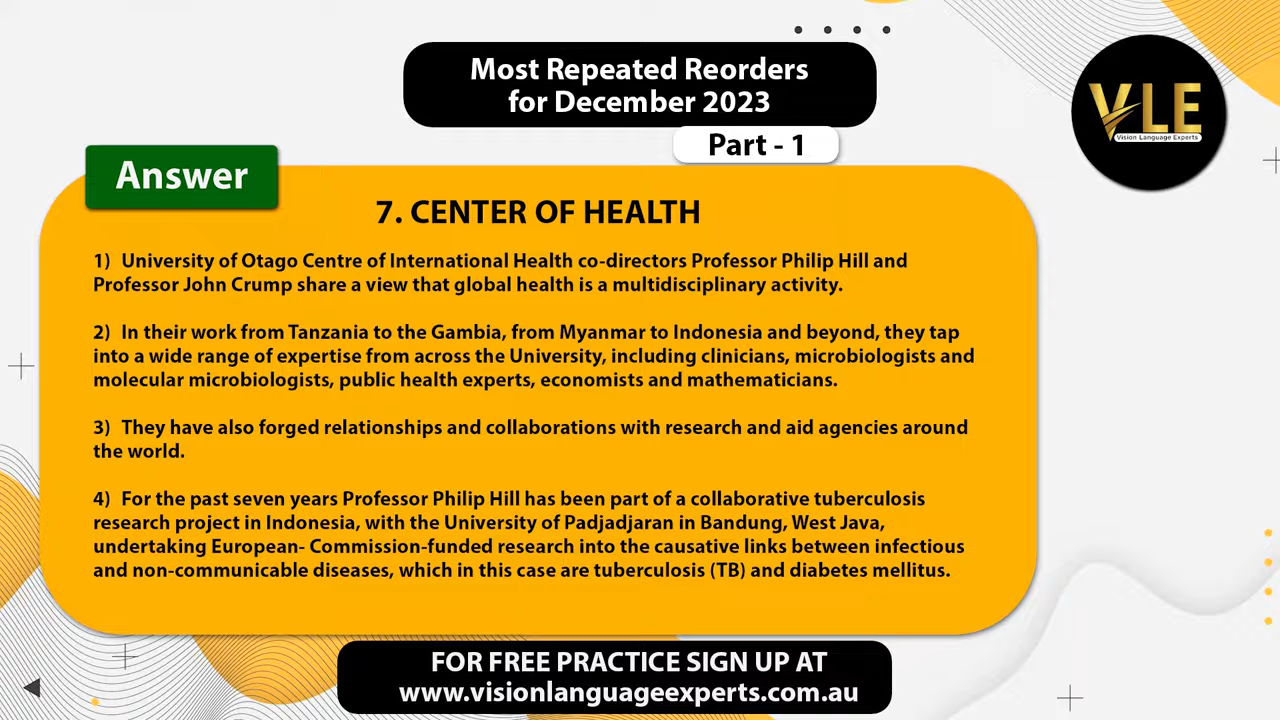 Most Repeated Reorders
for December 2023
Part - 1
VLE
Vision Language Experts
Answer
7. CENTER OF HEALTH
1) University of Otago Centre of International Health co-directors Professor Philip Hill and
Professor John Crump share a view that global health is a multidisciplinary activity.
2) In their work from Tanzania to the Gambia, from Myanmar to Indonesia and beyond, they tap
into a wide range of expertise from across the University, including clinicians, microbiologists and
molecular microbiologists, public health experts, economists and mathematicians.
3) They have also forged relationships and collaborations with research and aid agencies around
the world.
4) For the past seven years Professor Philip Hill has been part of a collaborative tuberculosis
research project in Indonesia, with the University of Padjadjaran in Bandung, West Java,
undertaking European- Commission-funded research into the causative links between infectious
and non-communicable diseases, which in this case are tuberculosis (TB) and diabetes mellitus.
FOR FREE PRACTICE SIGN UP AT
www.visionlanguageexperts.com.au